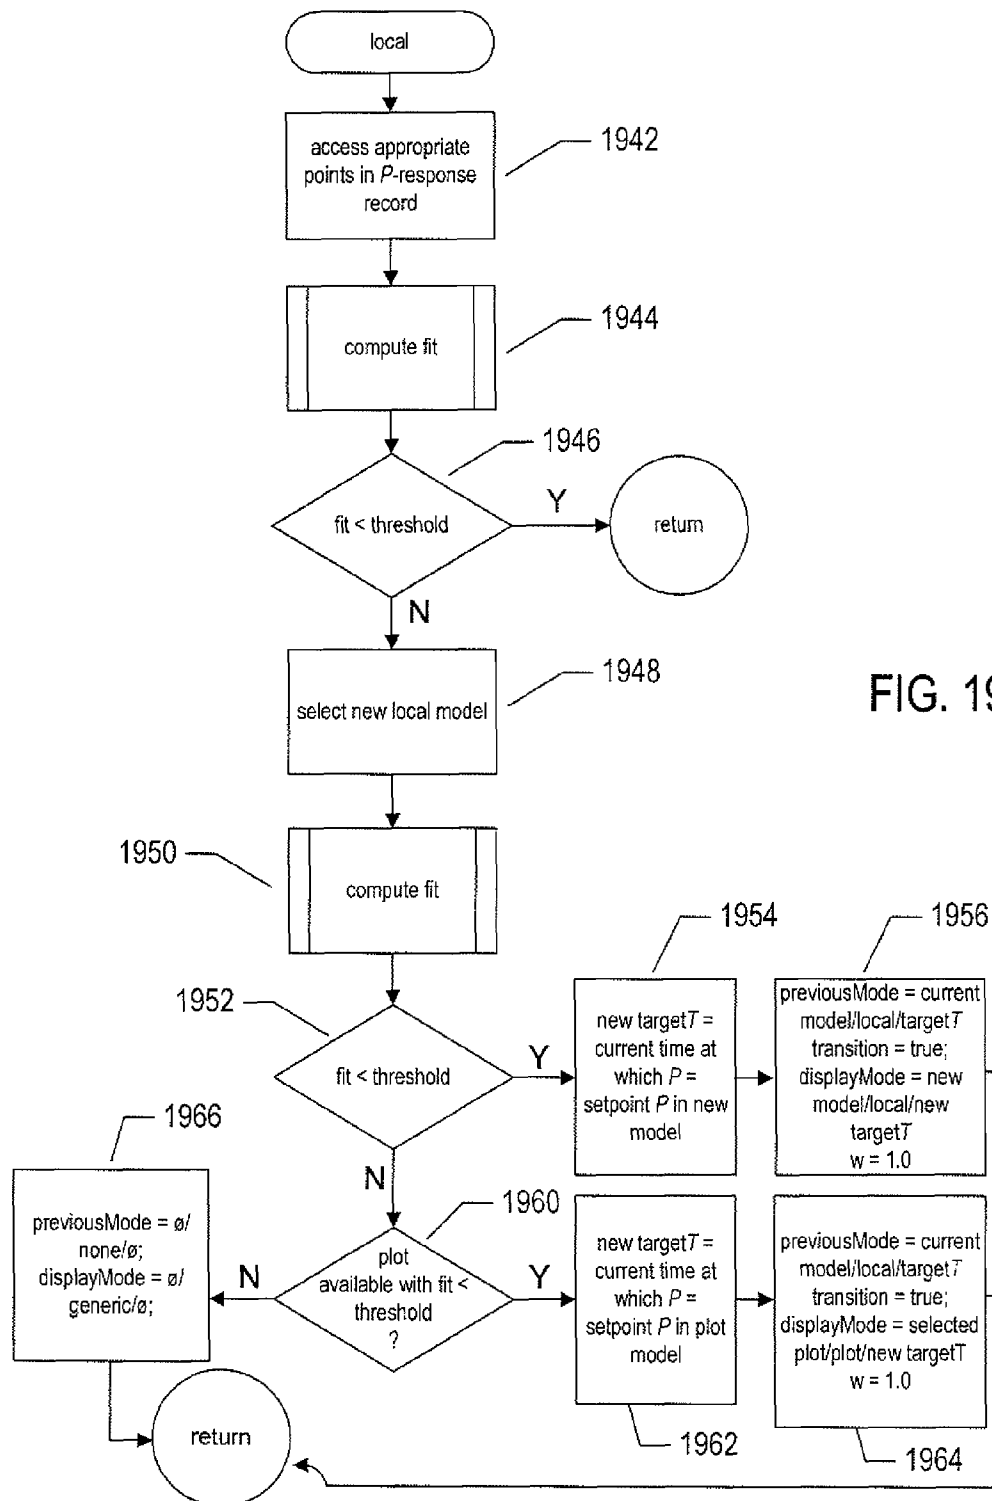 local
access appropriate
points in P-response
record
1942
compute fit
1944
1946
fit < threshold
Y
return
N
select new local model
1948
FIG. 19
1950
compute fit
1952
fit < threshold
Y
1954
new targetT =
current time at
which P =
setpoint P in new
model
1956
previousMode = current
model/local/targetT
transition = true;
displayMode = new
model/local/new
targetT
w = 1.0
N
1960
plot
available with fit <
threshold
?
Y
new targetT =
current time at
which P =
setpoint P in plot
model
1962
previousMode = current
model/local/targetT
transition = true;
displayMode = selected
plot/plot/new targetT
w = 1.0
1964
N
1966
previousMode = ø/
none/ø;
displayMode = ø/
generic/ø;
return